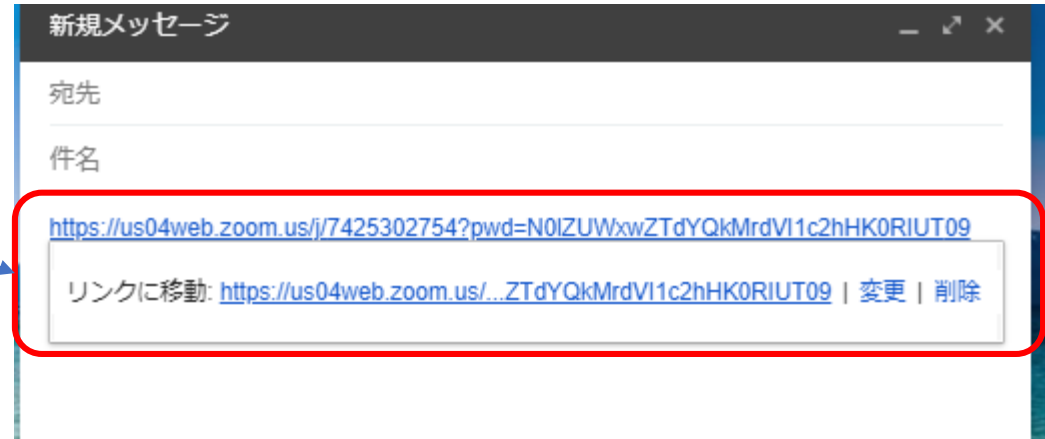 新規メッセージ
宛先
件名
https://us04web.zoom.us/j/7425302754?pwd=N0lZUWxwZTdYQkMrdVl1c2hHK0RIUT09
リンクに移動: https://us04web.zoom.us/...ZTdYQkMrdVl1c2hHK0RIUT09 | 変更 | 削除